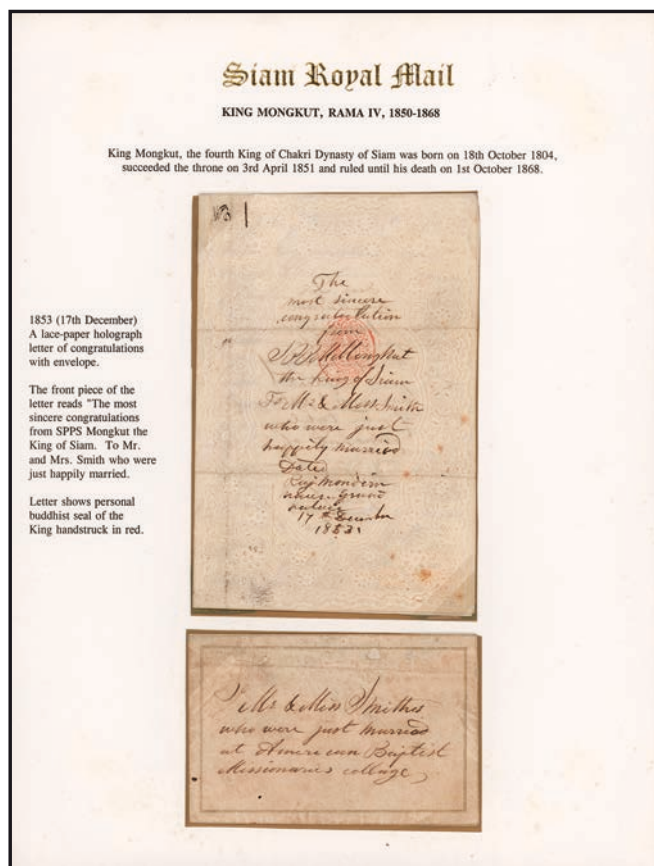 Siam Royal Mail
KING MONGKUT, RAMA IV, 1850-1868
King Mongkut, the fourth King of Chakri Dynasty of Siam was born on 18th October 1804,
succeeded the throne on 3rd April 1851 and ruled until his death on 1st October 1868.
1853 (17th December)
A lace-paper holograph
letter of congratulations
with envelope.
The front piece of the
letter reads "The most
sincere congratulations
from SPPS Mongkut the
King of Siam. To Mr.
and Mrs. Smith who were
just happily married.
Letter shows personal
buddhist seal of the
King handstruck in red.
The
most sincere
congratulation
from
the King of Siam
To Mr & Miss Smith
who were just
happily married
Dated
17th December
1853
To Mr & Miss Smithes
who were just married
at American Baptist
Missionaries collage